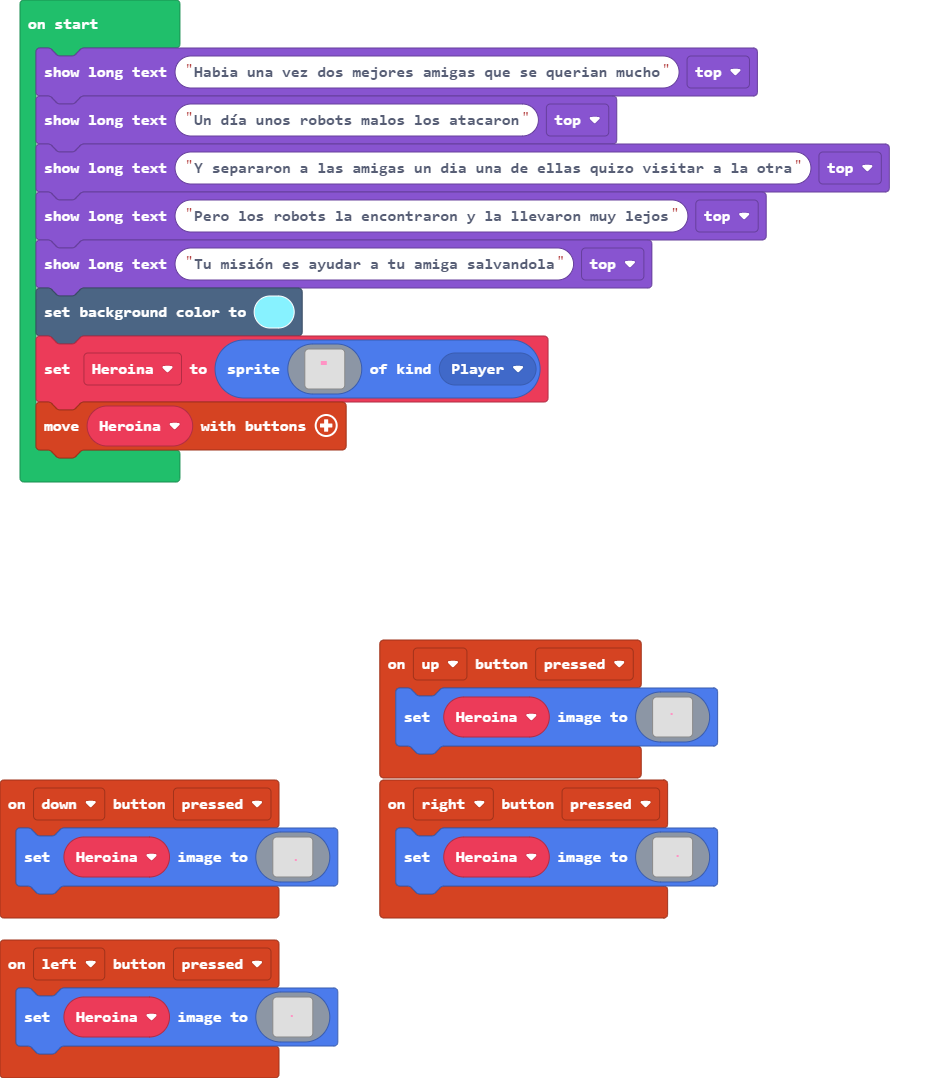 on start
show long text "Habia una vez dos mejores amigas que se querian mucho" top
show long text "Un día unos robots malos los atacaron" top
show long text "Y separaron a las amigas un dia una de ellas quizo visitar a la otra" top
show long text "Pero los robots la encontraron y la llevaron muy lejos" top
show long text "Tu misión es ayudar a tu amiga salvandola" top
set background color to
set Heroina to sprite of kind Player
move Heroina with buttons
on up button pressed
set Heroina image to
on down button pressed
set Heroina image to
on right button pressed
set Heroina image to
on left button pressed
set Heroina image to